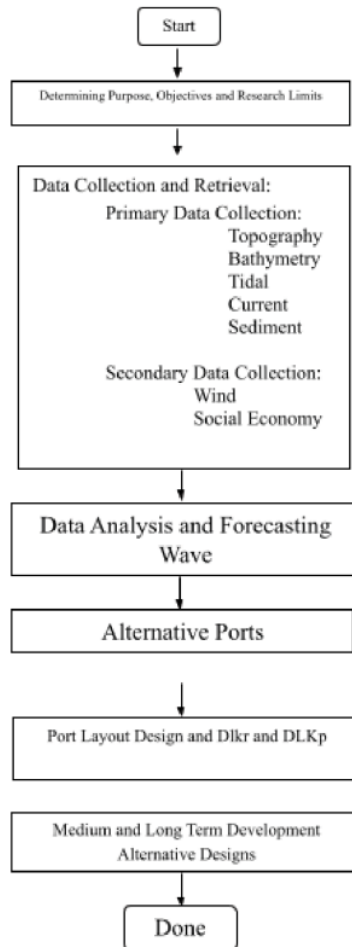 Start
Determining Purpose, Objectives and Research Limits
Data Collection and Retrieval:
Primary Data Collection:
Topography
Bathymetry
Tidal
Current
Sediment
Secondary Data Collection:
Wind
Social Economy
Data Analysis and Forecasting
Wave
Alternative Ports
Port Layout Design and Dlkr and DLKp
Medium and Long Term Development
Alternative Designs
Done